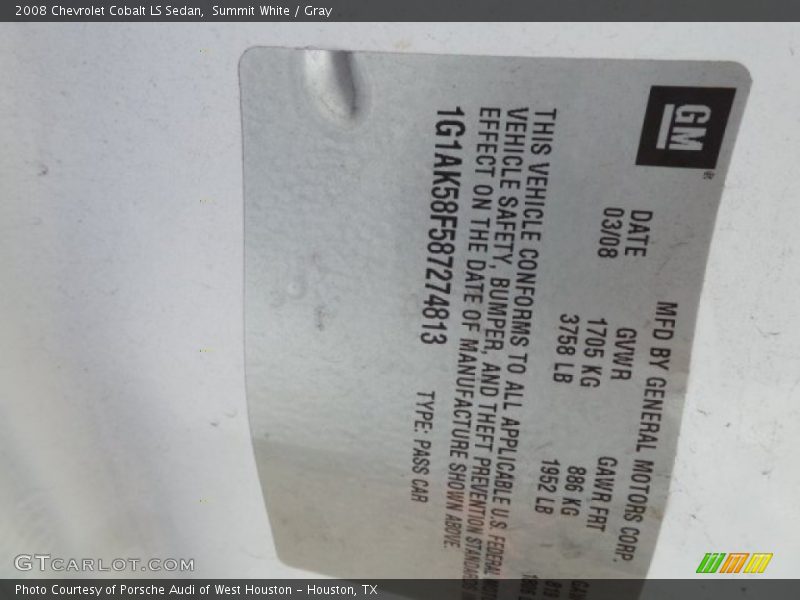 2008 Chevrolet Cobalt LS Sedan, Summit White / Gray
GM
MFD BY GENERAL MOTORS CORP.
DATE GVWR GAWR FRT
03/08 1705 KG 886 KG
3758 LB 1952 LB
THIS VEHICLE CONFORMS TO ALL APPLICABLE U.S. FEDERAL
VEHICLE SAFETY, BUMPER, AND THEFT PREVENTION
EFFECT ON THE DATE OF MANUFACTURE SHOWN ABOVE.
1G1AK58F587274813 TYPE: PASS CAR
GTCARLOT.COM
Photo Courtesy of Porsche Audi of West Houston – Houston, TX